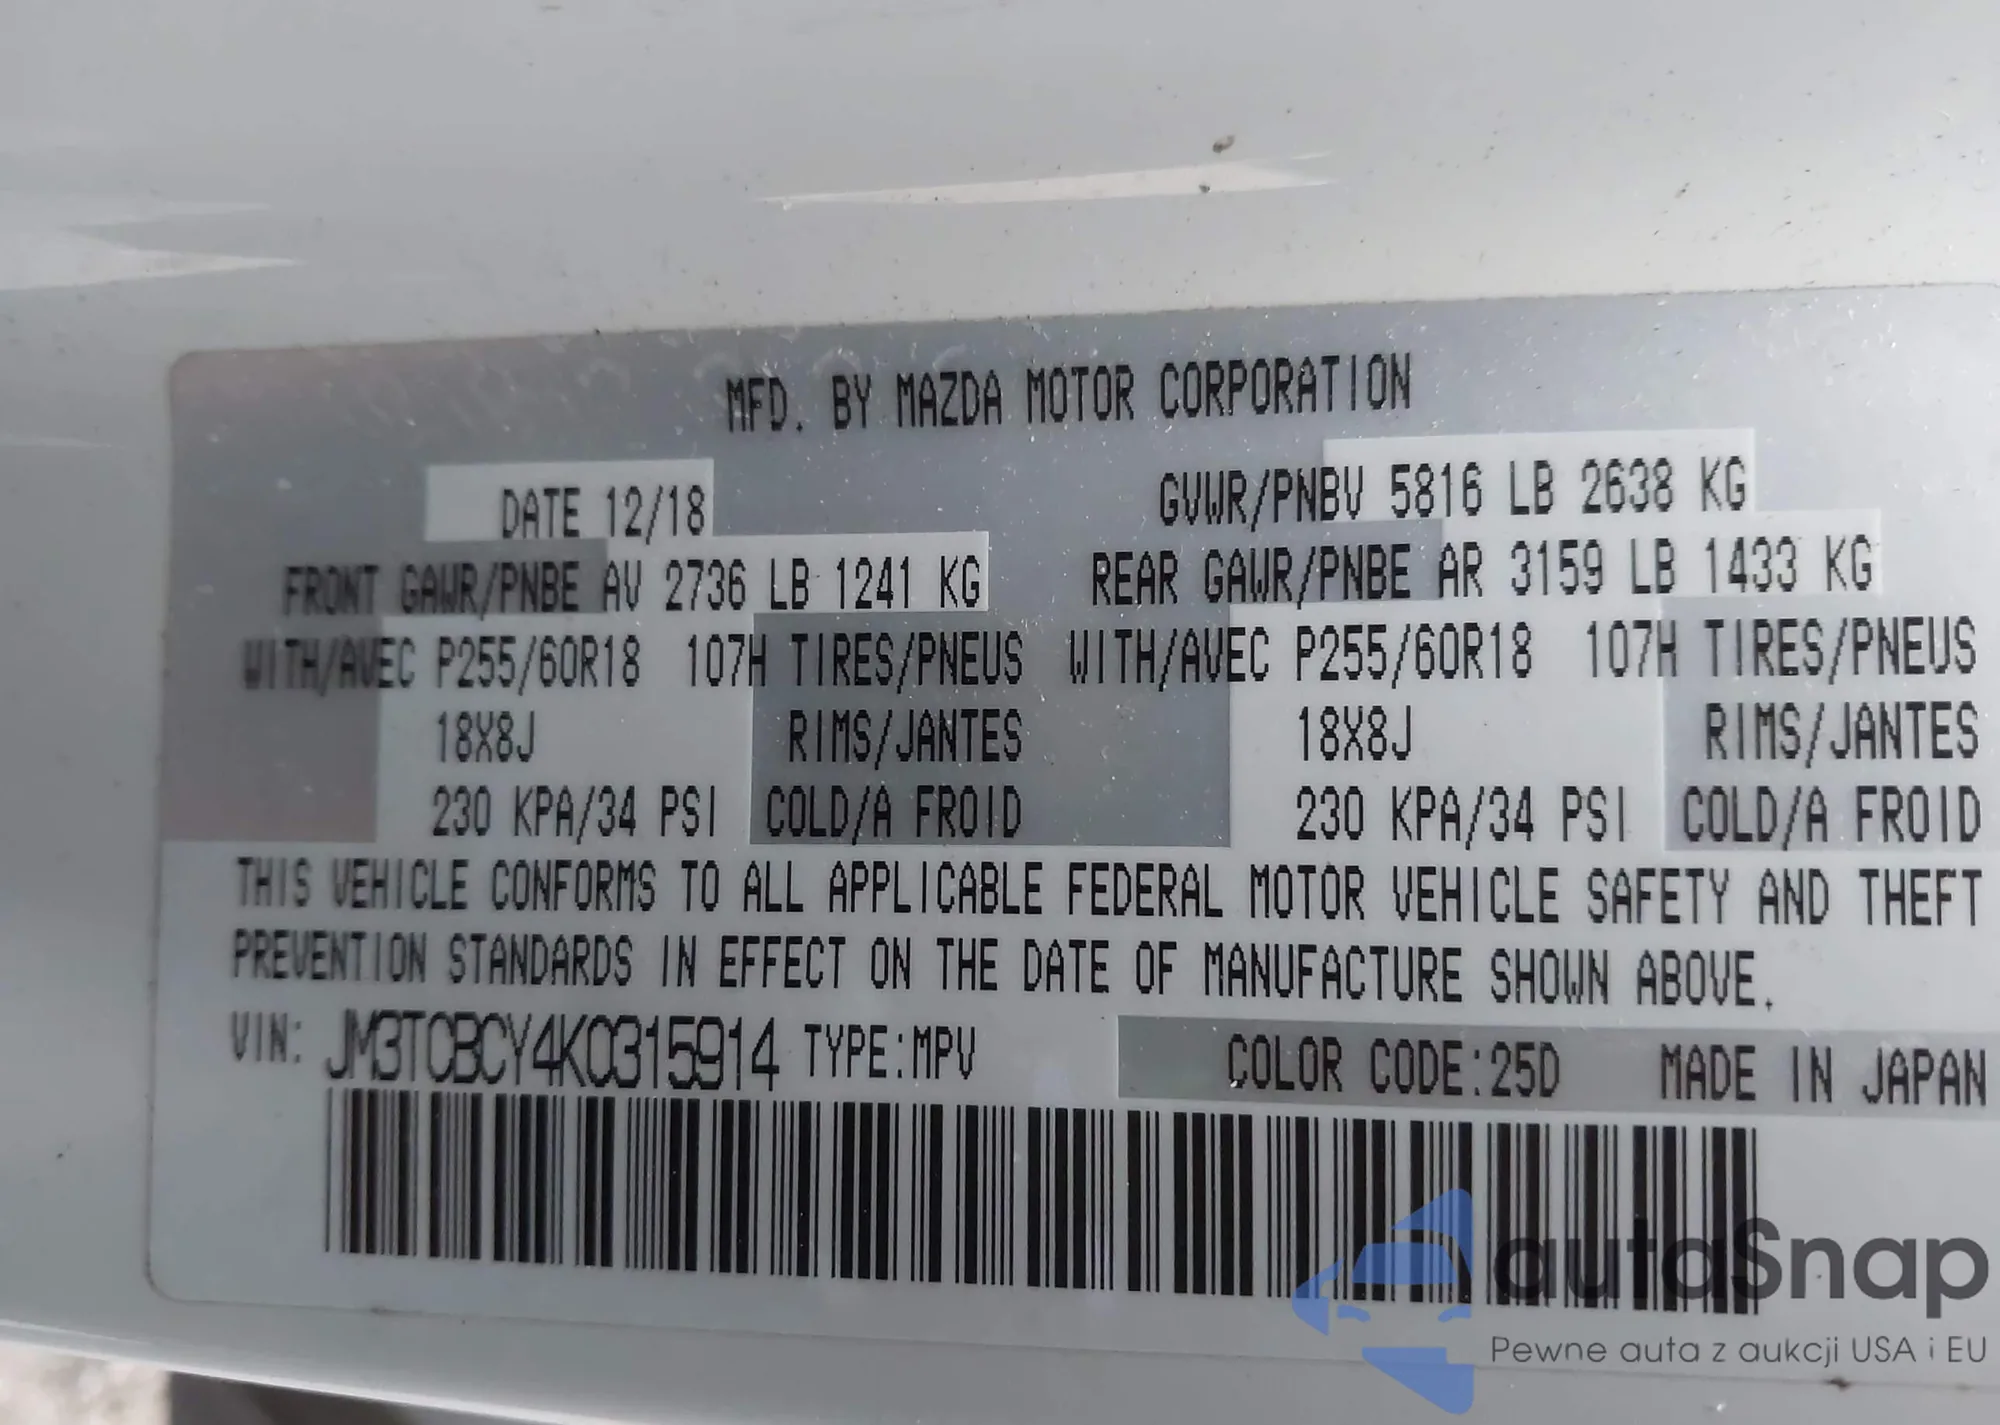 MFD. BY MAZDA MOTOR CORPORATION
DATE 12/18 GVWR/PNBV 5816 LB 2638 KG
FRONT GAWR/PNBE AV 2736 LB 1241 KG REAR GAWR/PNBE AR 3159 LB 1433 KG
WITH/AVEC P255/60R18 107H TIRES/PNEUS WITH/AVEC P255/60R18 107H TIRES/PNEUS
18X8J RIMS/JANTES 18X8J RIMS/JANTES
230 KPA/34 PSI COLD/A FROID 230 KPA/34 PSI COLD/A FROID
THIS VEHICLE CONFORMS TO ALL APPLICABLE FEDERAL MOTOR VEHICLE SAFETY AND THEFT
PREVENTION STANDARDS IN EFFECT ON THE DATE OF MANUFACTURE SHOWN ABOVE.
VIN: JM3TCBCY4K0315914 TYPE:MPV COLOR CODE:25D MADE IN JAPAN
autaSnap
Pewne auta z aukcji USA i EU